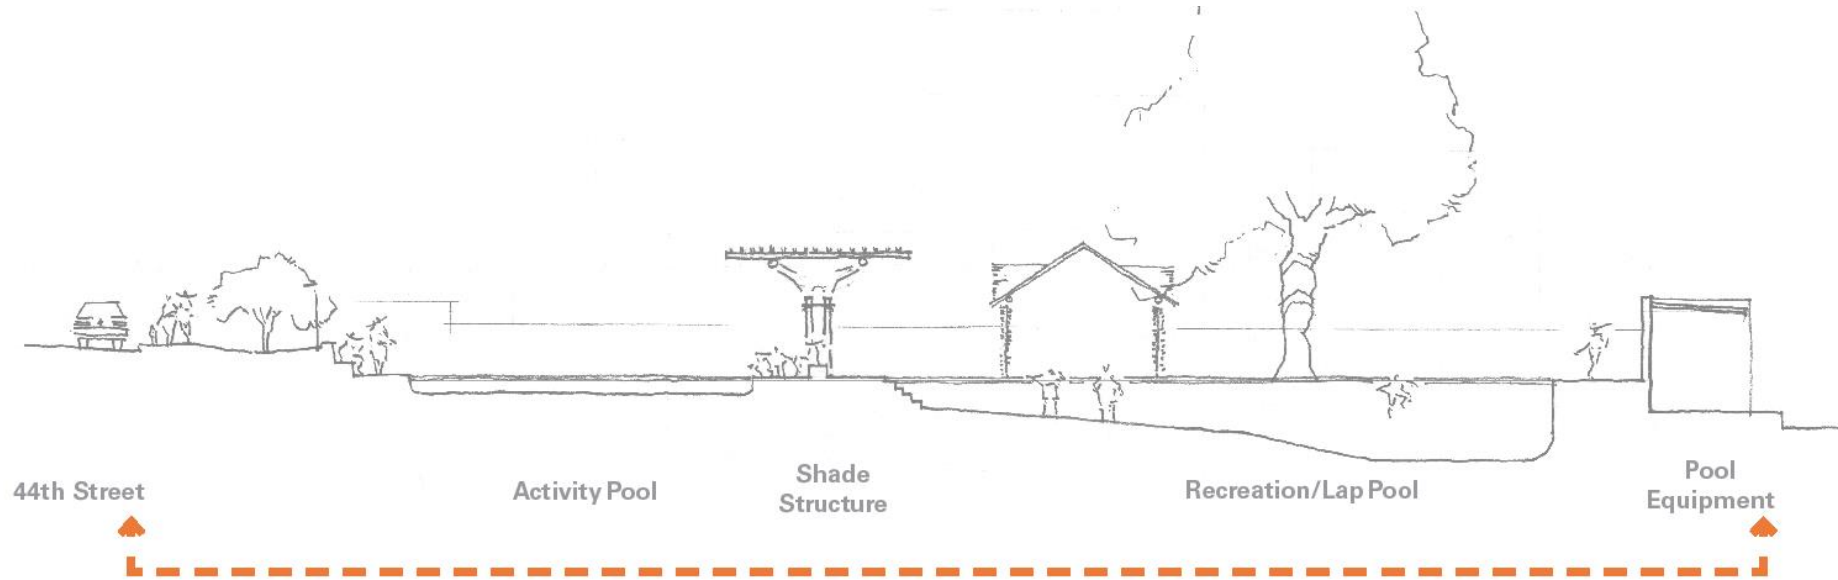 44th Street
Activity Pool
Shade
Structure
Recreation/Lap Pool
Pool
Equipment